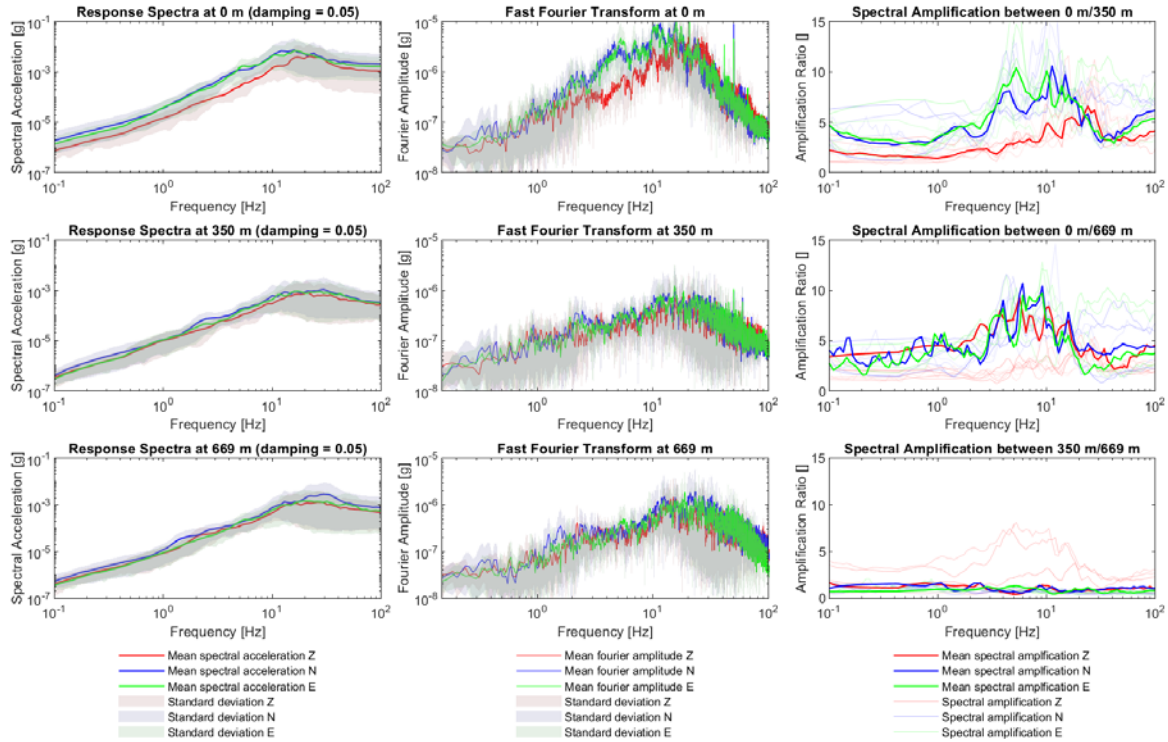 Response Spectra at 0 m (damping = 0.05)
Spectral Acceleration [g]
10^-1
10^-3
10^-5
10^-7
10^-1
10^0
10^1
10^2
Frequency [Hz]
Fast Fourier Transform at 0 m
Fourier Amplitude [g]
10^-5
10^-6
10^-7
10^-8
10^0
10^1
10^2
Frequency [Hz]
Spectral Amplification between 0 m/350 m
Amplification Ratio []
15
10
5
0
10^-1
10^0
10^1
10^2
Frequency [Hz]
Response Spectra at 350 m (damping = 0.05)
Spectral Acceleration [g]
10^-1
10^-3
10^-5
10^-7
10^-1
10^0
10^1
10^2
Frequency [Hz]
Fast Fourier Transform at 350 m
Fourier Amplitude [g]
10^-5
10^-6
10^-7
10^-8
10^0
10^1
10^2
Frequency [Hz]
Spectral Amplification between 0 m/669 m
Amplification Ratio []
15
10
5
0
10^-1
10^0
10^1
10^2
Frequency [Hz]
Response Spectra at 669 m (damping = 0.05)
Spectral Acceleration [g]
10^-1
10^-3
10^-5
10^-7
10^-1
10^0
10^1
10^2
Frequency [Hz]
Fast Fourier Transform at 669 m
Fourier Amplitude [g]
10^-5
10^-6
10^-7
10^-8
10^0
10^1
10^2
Frequency [Hz]
Spectral Amplification between 350 m/669 m
Amplification Ratio []
15
10
5
0
10^-1
10^0
10^1
10^2
Frequency [Hz]
Mean spectral acceleration Z
Mean spectral acceleration N
Mean spectral acceleration E
Standard deviation Z
Standard deviation N
Standard deviation E
Mean fourier amplitude Z
Mean fourier amplitude N
Mean fourier amplitude E
Standard deviation Z
Standard deviation N
Standard deviation E
Mean spectral amplfication Z
Mean spectral amplfication N
Mean spectral amplfication E
Spectral amplification Z
Spectral amplification N
Spectral amplification E